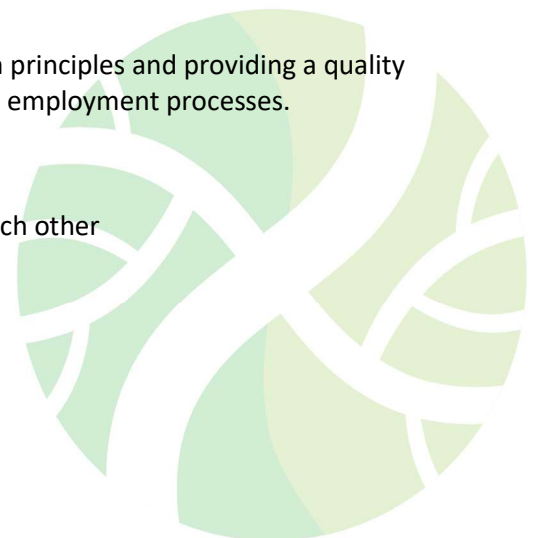 principles and providing a quality
employment processes.
ch other